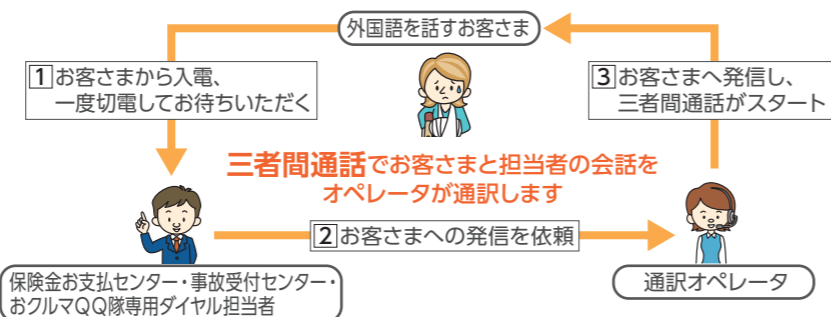 外国語を話すお客さま
1 お客さまから入電、
一度切電してお待ちいただく
3 お客さまへ発信し、
三者間通話がスタート
三者間通話でお客さまと担当者の会話を
オペレータが通訳します
2 お客さまへの発信を依頼
保険金お支払センター・事故受付センター・
おクルマQQ隊専用ダイヤル担当者
通訳オペレータ